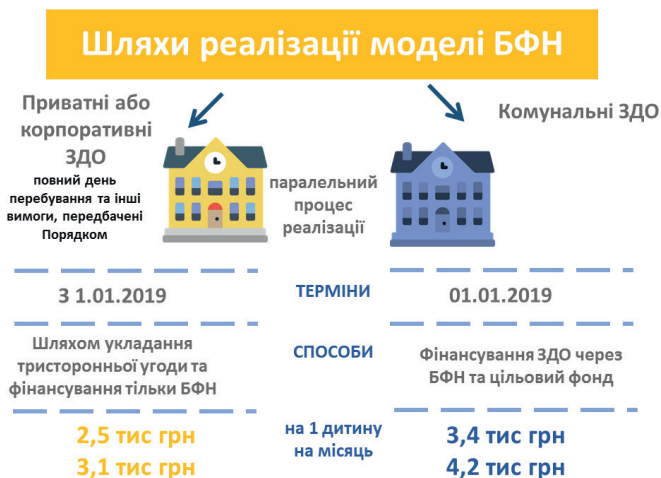 Шляхи реалізації моделі БФН
Приватні або
корпоративні
ЗДО
повний день
перебування та інші
вимоги, передбачені
Порядком
паралельний
процес
реалізації
Комунальні ЗДО
З 1.01.2019
ТЕРМІНИ
01.01.2019
Шляхом укладання
тристоронньої угоди та
фінансування тільки БФН
СПОСОБИ
Фінансування ЗДО через
БФН та цільовий фонд
2,5 тис грн
3,1 тис грн
на 1 дитину
на місяць
3,4 тис грн
4,2 тис грн